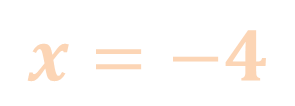 x = −4